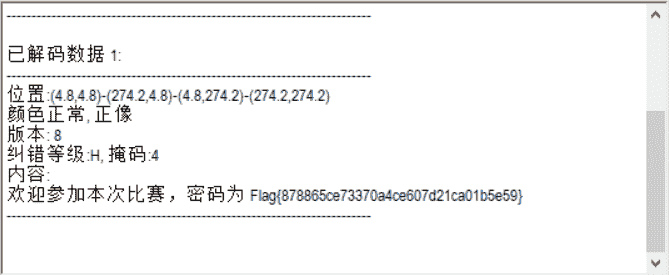 ----------------------------------------------------------------------
已解码数据 1:
----------------------------------------------------------------------
位置:(4.8,4.8)-(274.2,4.8)-(4.8,274.2)-(274.2,274.2)
颜色正常, 正像
版本: 8
纠错等级:H, 掩码:4
内容:
欢迎参加本次比赛，密码为 Flag{878865ce73370a4ce607d21ca01b5e59}
----------------------------------------------------------------------